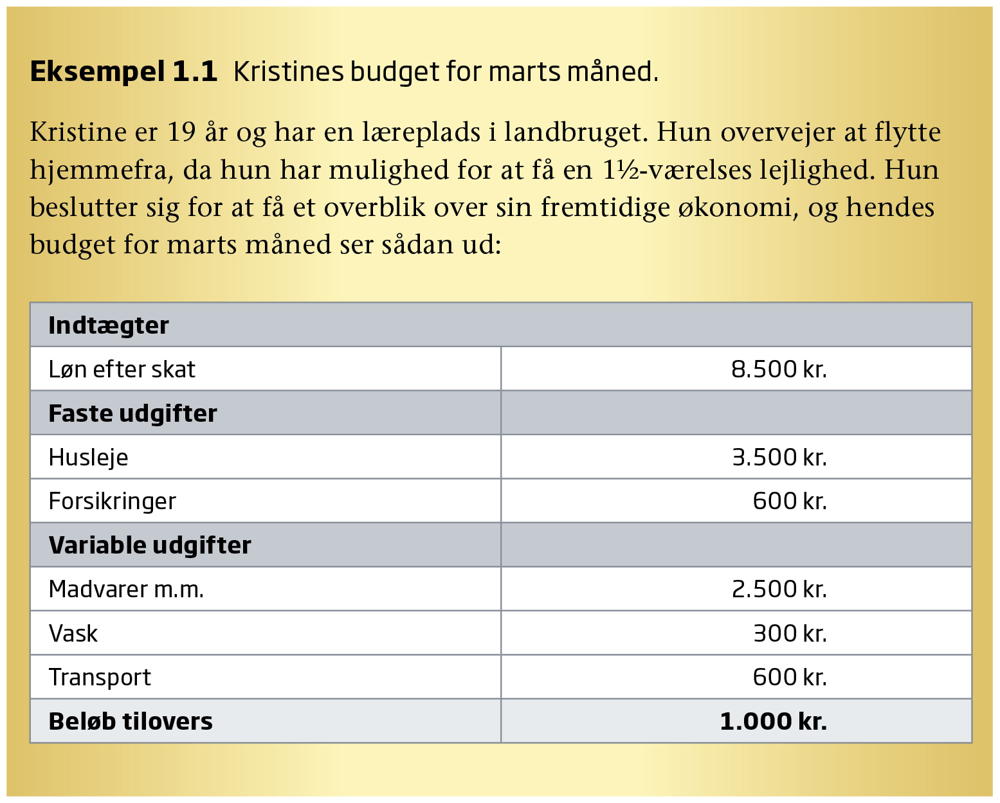 Eksempel 1.1 Kristines budget for marts måned.
Kristine er 19 år og har en læreplads i landbruget. Hun overvejer at flytte
hjemmefra, da hun har mulighed for at få en 1½-værelses lejlighed. Hun
beslutter sig for at få et overblik over sin fremtidige økonomi, og hendes
budget for marts måned ser sådan ud:
Indtægter
Løn efter skat 8.500 kr.
Faste udgifter
Husleje 3.500 kr.
Forsikringer 600 kr.
Variable udgifter
Madvarer m.m. 2.500 kr.
Vask 300 kr.
Transport 600 kr.
Beløb tilovers 1.000 kr.